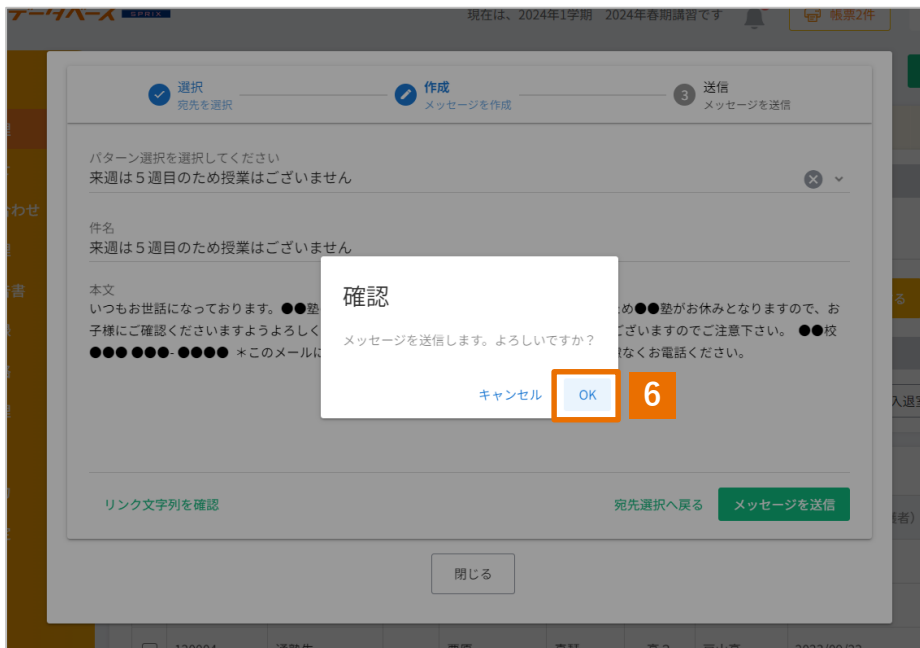 データベース SPRIX
現在は、2024年1学期 2024年春期講習です
帳票2件
選択
宛先を選択
作成
メッセージを作成
3
送信
メッセージを送信
わせ
書
パターン選択を選択してください
来週は5週目のため授業はございません
件名
来週は5週目のため授業はございません
本文
いつもお世話になっております。●●塾
め●●塾がお休みとなりますので、お
子様にご確認くださいますようよろしく
ございますのでご注意下さい。 ●●校
●●● ●●●-●●●● *このメールに
なくお電話ください。
確認
メッセージを送信します。よろしいですか?
キャンセル
OK
6
る
入退室
リンク文字列を確認
宛先選択へ戻る
メッセージを送信
者)
閉じる